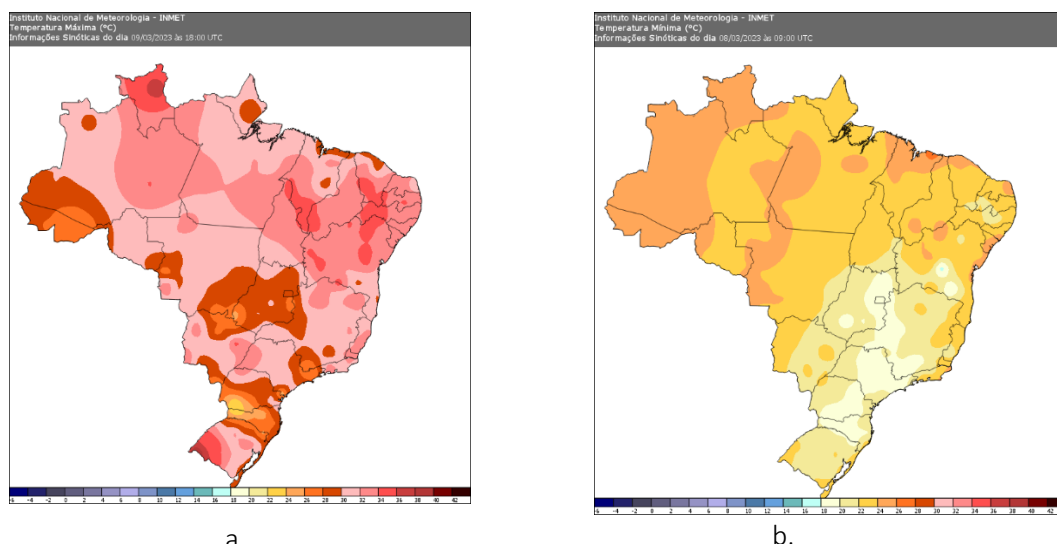 Instituto Nacional de Meteorologia - INMET
Temperatura Máxima (°C)
Informações Sinóticas do dia 09/03/2023 às 18:00 UTC
-6 -4 -2 0 2 4 6 8 10 12 14 16 18 20 22 24 26 28 30 32 34 36 38 40 42
a
Instituto Nacional de Meteorologia - INMET
Temperatura Mínima (°C)
Informações Sinóticas do dia 08/03/2023 às 09:00 UTC
-6 -4 -2 0 2 4 6 8 10 12 14 16 18 20 22 24 26 28 30 32 34 36 38 40 42
b.